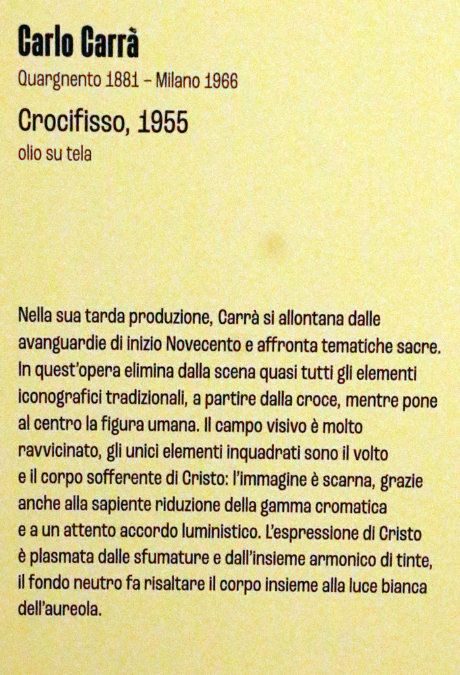 Carlo Carrà
Quargnento 1881 – Milano 1966
Crocifisso, 1955
olio su tela
Nella sua tarda produzione, Carrà si allontana dalle
avanguardie di inizio Novecento e affronta tematiche sacre.
In quest'opera elimina dalla scena quasi tutti gli elementi
iconografici tradizionali, a partire dalla croce, mentre pone
al centro la figura umana. Il campo visivo è molto
ravvicinato, gli unici elementi inquadrati sono il volto
e il corpo sofferente di Cristo: l'immagine è scarna, grazie
anche alla sapiente riduzione della gamma cromatica
e a un attento accordo luministico. L'espressione di Cristo
è plasmata dalle sfumature e dall'insieme armonico di tinte,
il fondo neutro fa risaltare il corpo insieme alla luce bianca
dell'aureola.